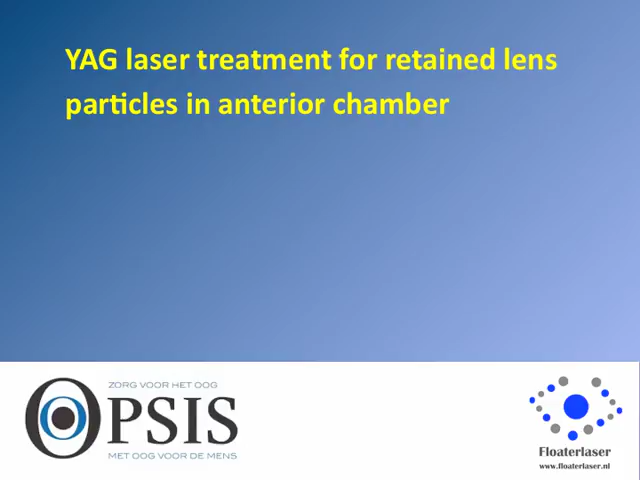 YAG laser treatment for retained lens
particles in anterior chamber
ZORG VOOR HET OOG
OPSIS
MET OOG VOOR DE MENS
Floaterlaser
www.floaterlaser.nl